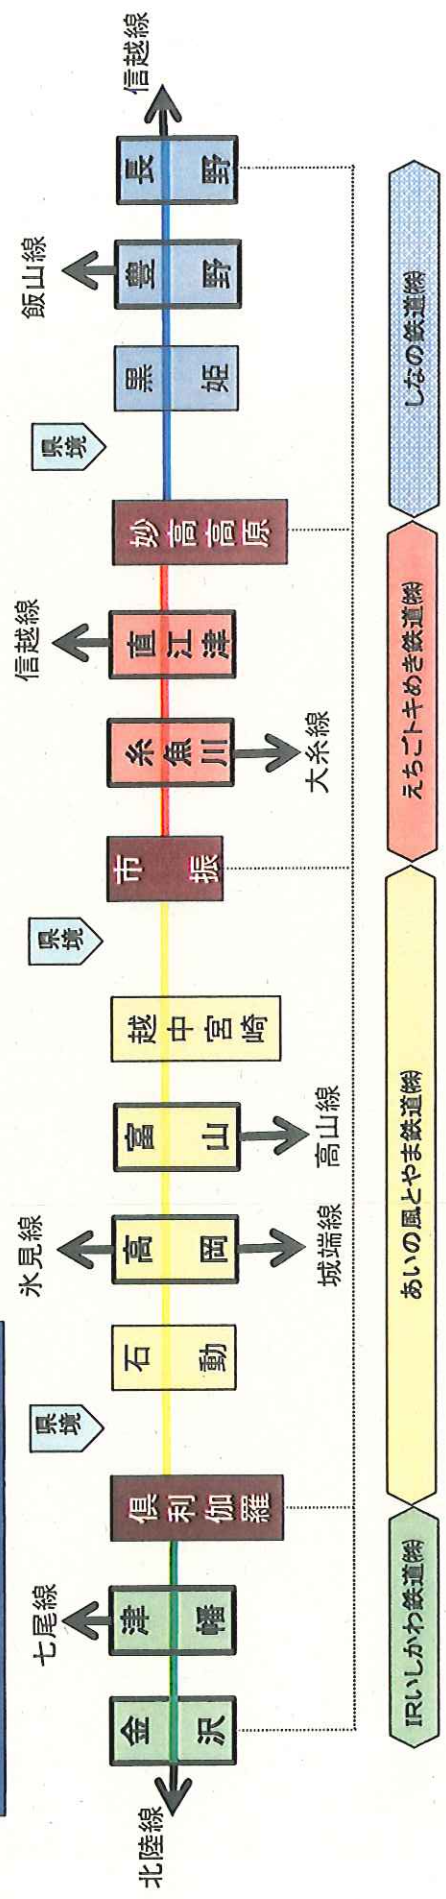 信越線
飯山線
信越線
大糸線
氷見線
高山線
城端線
七尾線
北陸線
県境
県境
県境
金沢
津幡
倶利伽羅
石動
高岡
富山
越中宮崎
市振
糸魚川
直江津
妙高高原
黒姫
豊野
長野
IRいしかわ鉄道㈱
あいの風とやま鉄道㈱
えちごトキめき鉄道㈱
しなの鉄道㈱